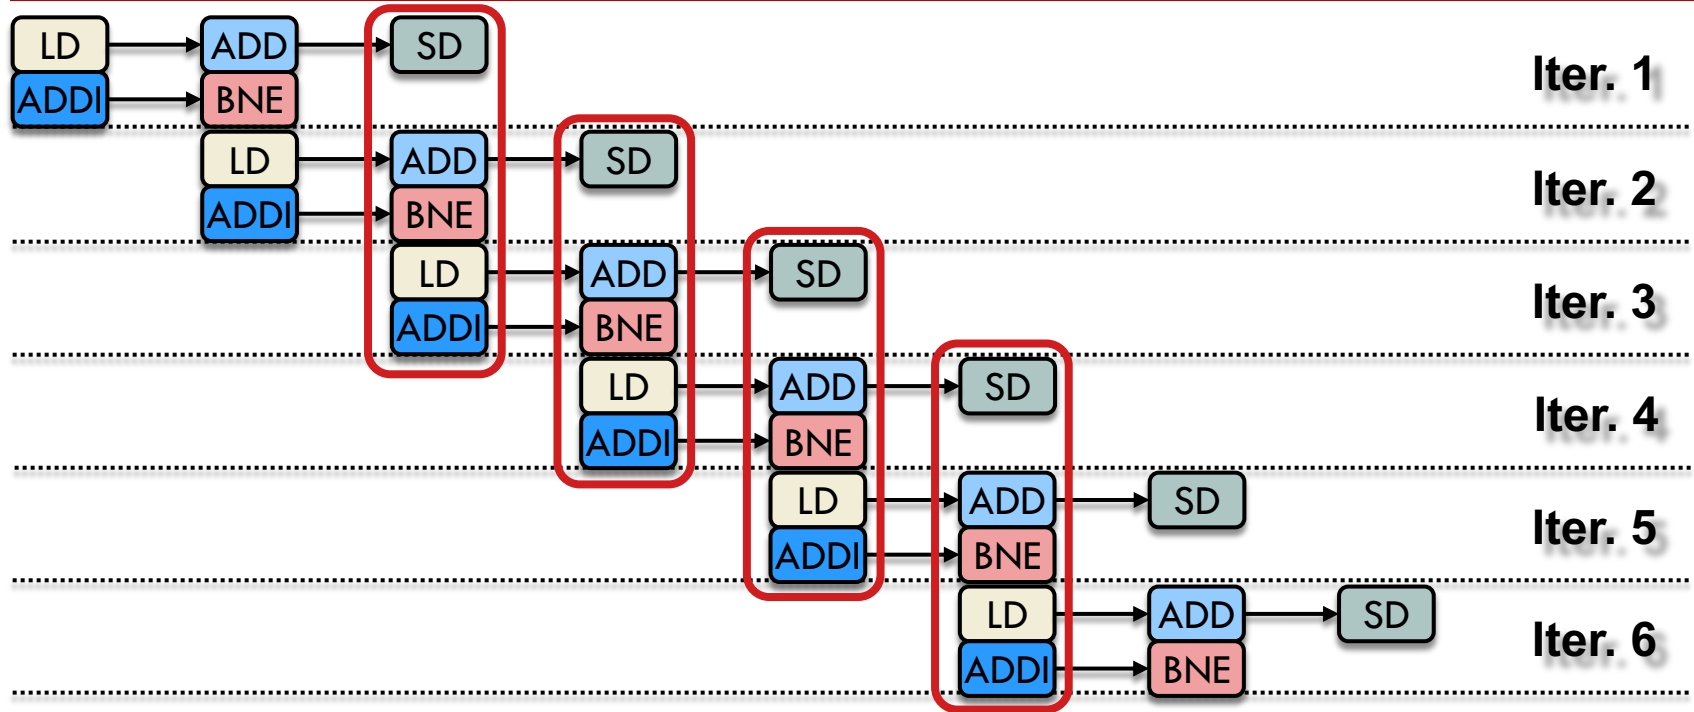 LD ADD SD
Iter. 1
ADDI BNE
LD ADD SD
Iter. 2
ADDI BNE
LD ADD SD
Iter. 3
ADDI BNE
LD ADD SD
Iter. 4
ADDI BNE
LD ADD SD
Iter. 5
ADDI BNE
LD ADD SD
Iter. 6
ADDI BNE